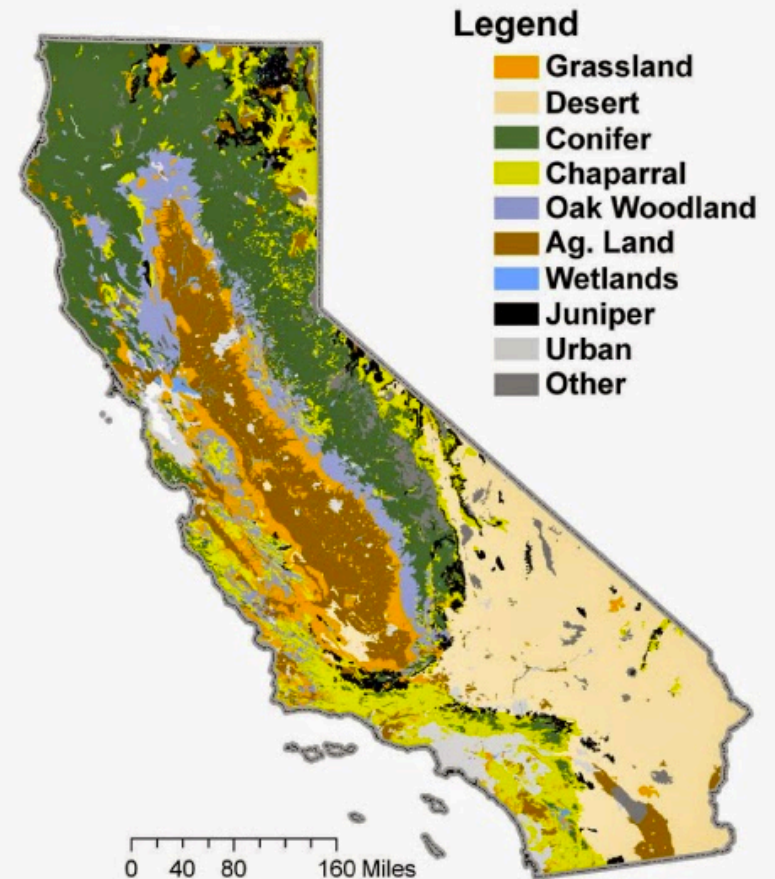 Legend
Grassland
Desert
Conifer
Chaparral
Oak Woodland
Ag. Land
Wetlands
Juniper
Urban
Other
0 40 80 160 Miles